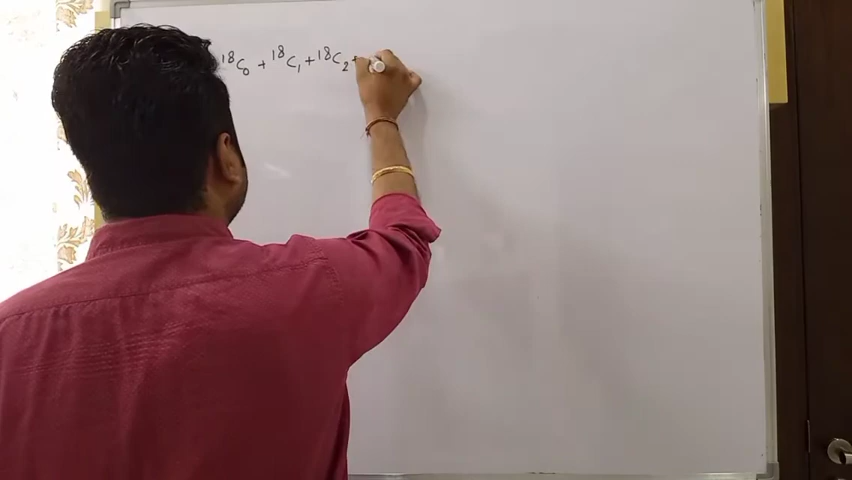 ¹⁸C₀ + ¹⁸C₁ + ¹⁸C₂ +